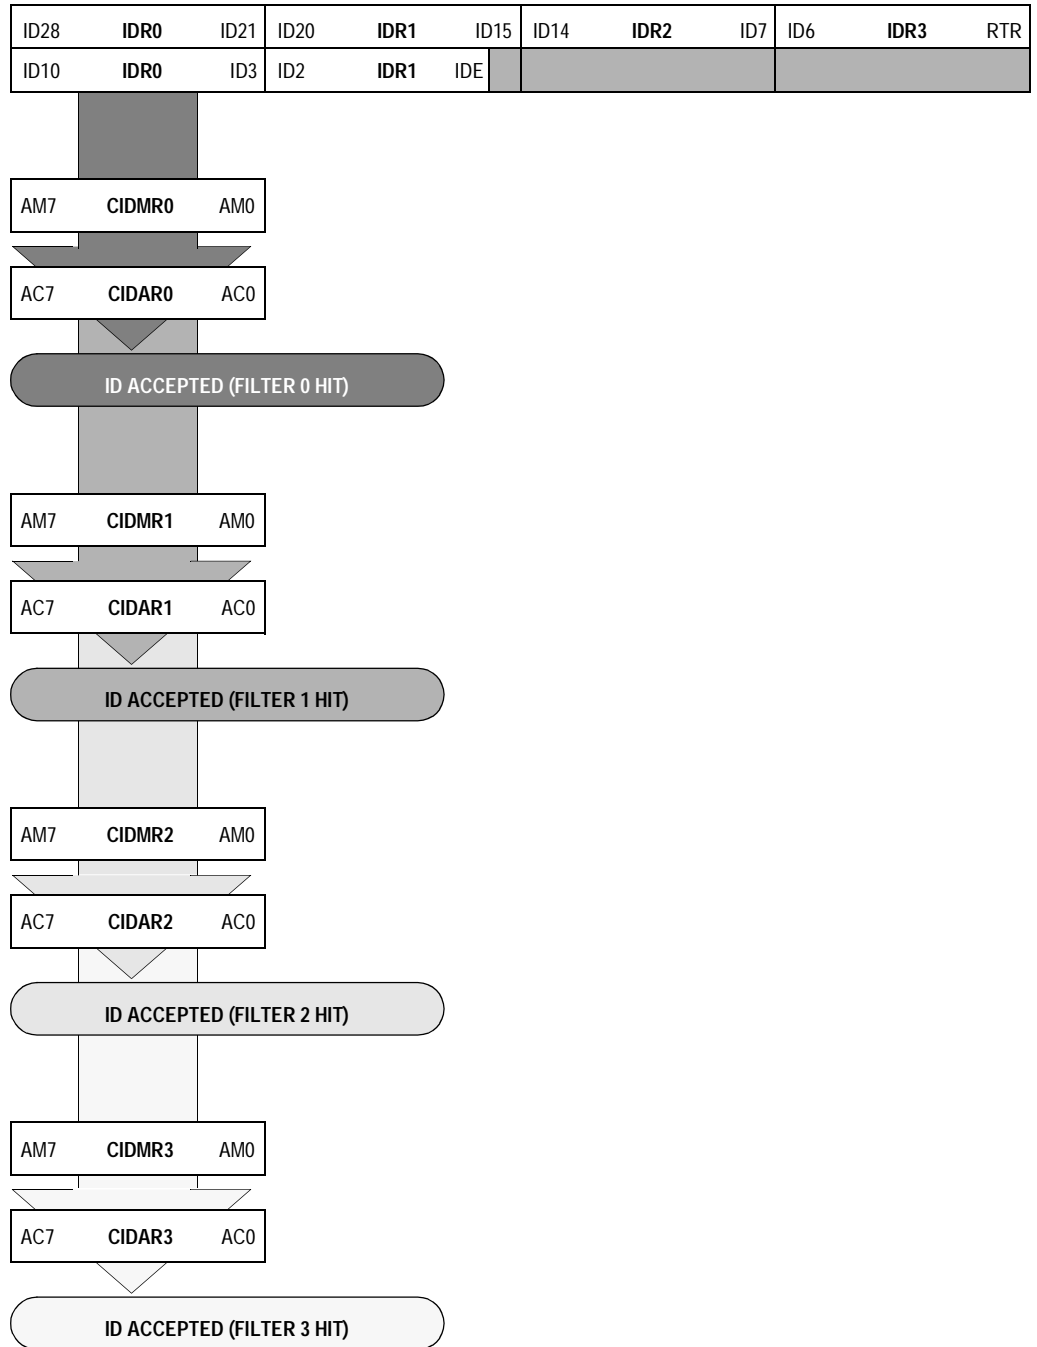 ID28 IDR0 ID21 ID20 IDR1 ID15 ID14 IDR2 ID7 ID6 IDR3 RTR
ID10 IDR0 ID3 ID2 IDR1 IDE
AM7 CIDMR0 AM0
AC7 CIDAR0 AC0
ID ACCEPTED (FILTER 0 HIT)
AM7 CIDMR1 AM0
AC7 CIDAR1 AC0
ID ACCEPTED (FILTER 1 HIT)
AM7 CIDMR2 AM0
AC7 CIDAR2 AC0
ID ACCEPTED (FILTER 2 HIT)
AM7 CIDMR3 AM0
AC7 CIDAR3 AC0
ID ACCEPTED (FILTER 3 HIT)